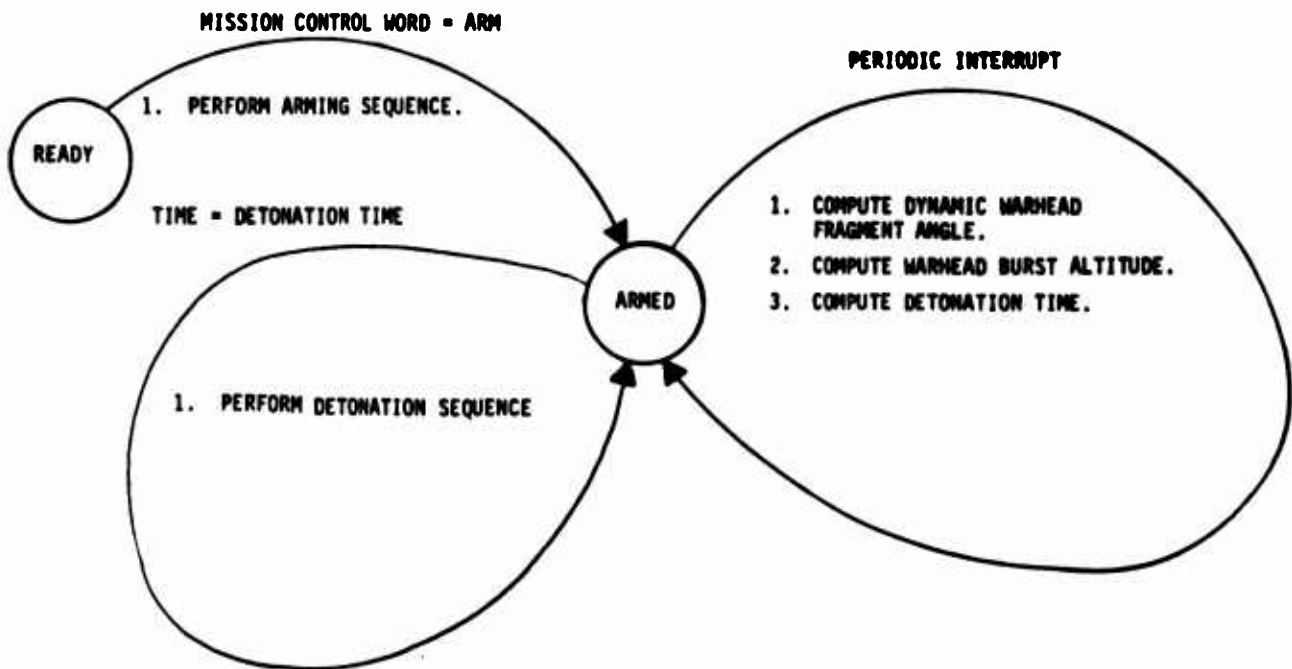 MISSION CONTROL WORD = ARM
PERIODIC INTERRUPT
1. PERFORM ARMING SEQUENCE.
READY
TIME = DETONATION TIME
1. COMPUTE DYNAMIC WARHEAD
FRAGMENT ANGLE.
2. COMPUTE WARHEAD BURST ALTITUDE.
3. COMPUTE DETONATION TIME.
ARMED
1. PERFORM DETONATION SEQUENCE